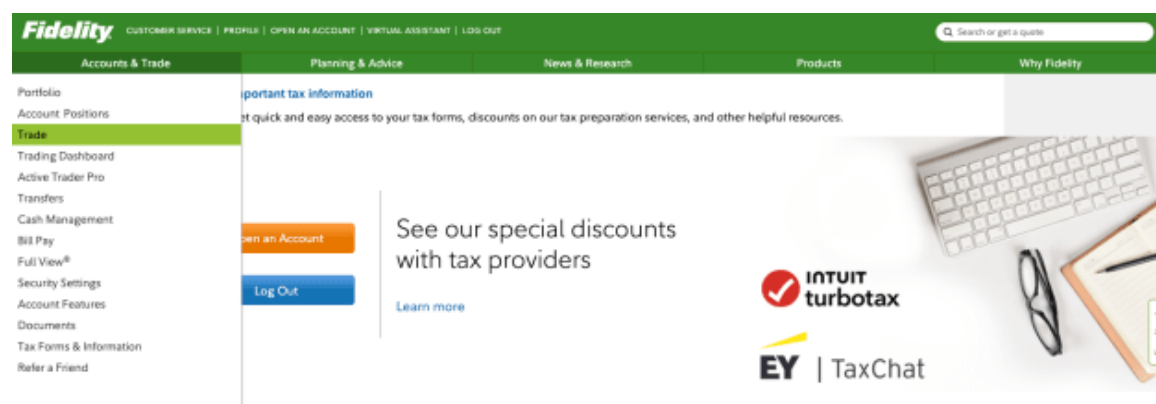 Fidelity
CUSTOMER SERVICE | PROFILE | OPEN AN ACCOUNT | VIRTUAL ASSISTANT | LOG OUT
Search or get a quote
Accounts & Trade
Planning & Advice
News & Research
Products
Why Fidelity
Portfolio
Account Positions
Trade
Trading Dashboard
Active Trader Pro
Transfers
Cash Management
Bill Pay
Full View®
Security Settings
Account Features
Documents
Tax Forms & Information
Refer a Friend
portant tax information
et quick and easy access to your tax forms, discounts on our tax preparation services, and other helpful resources.
en an Account
Log Out
See our special discounts
with tax providers
Learn more
INTUIT
turbotax
EY | TaxChat